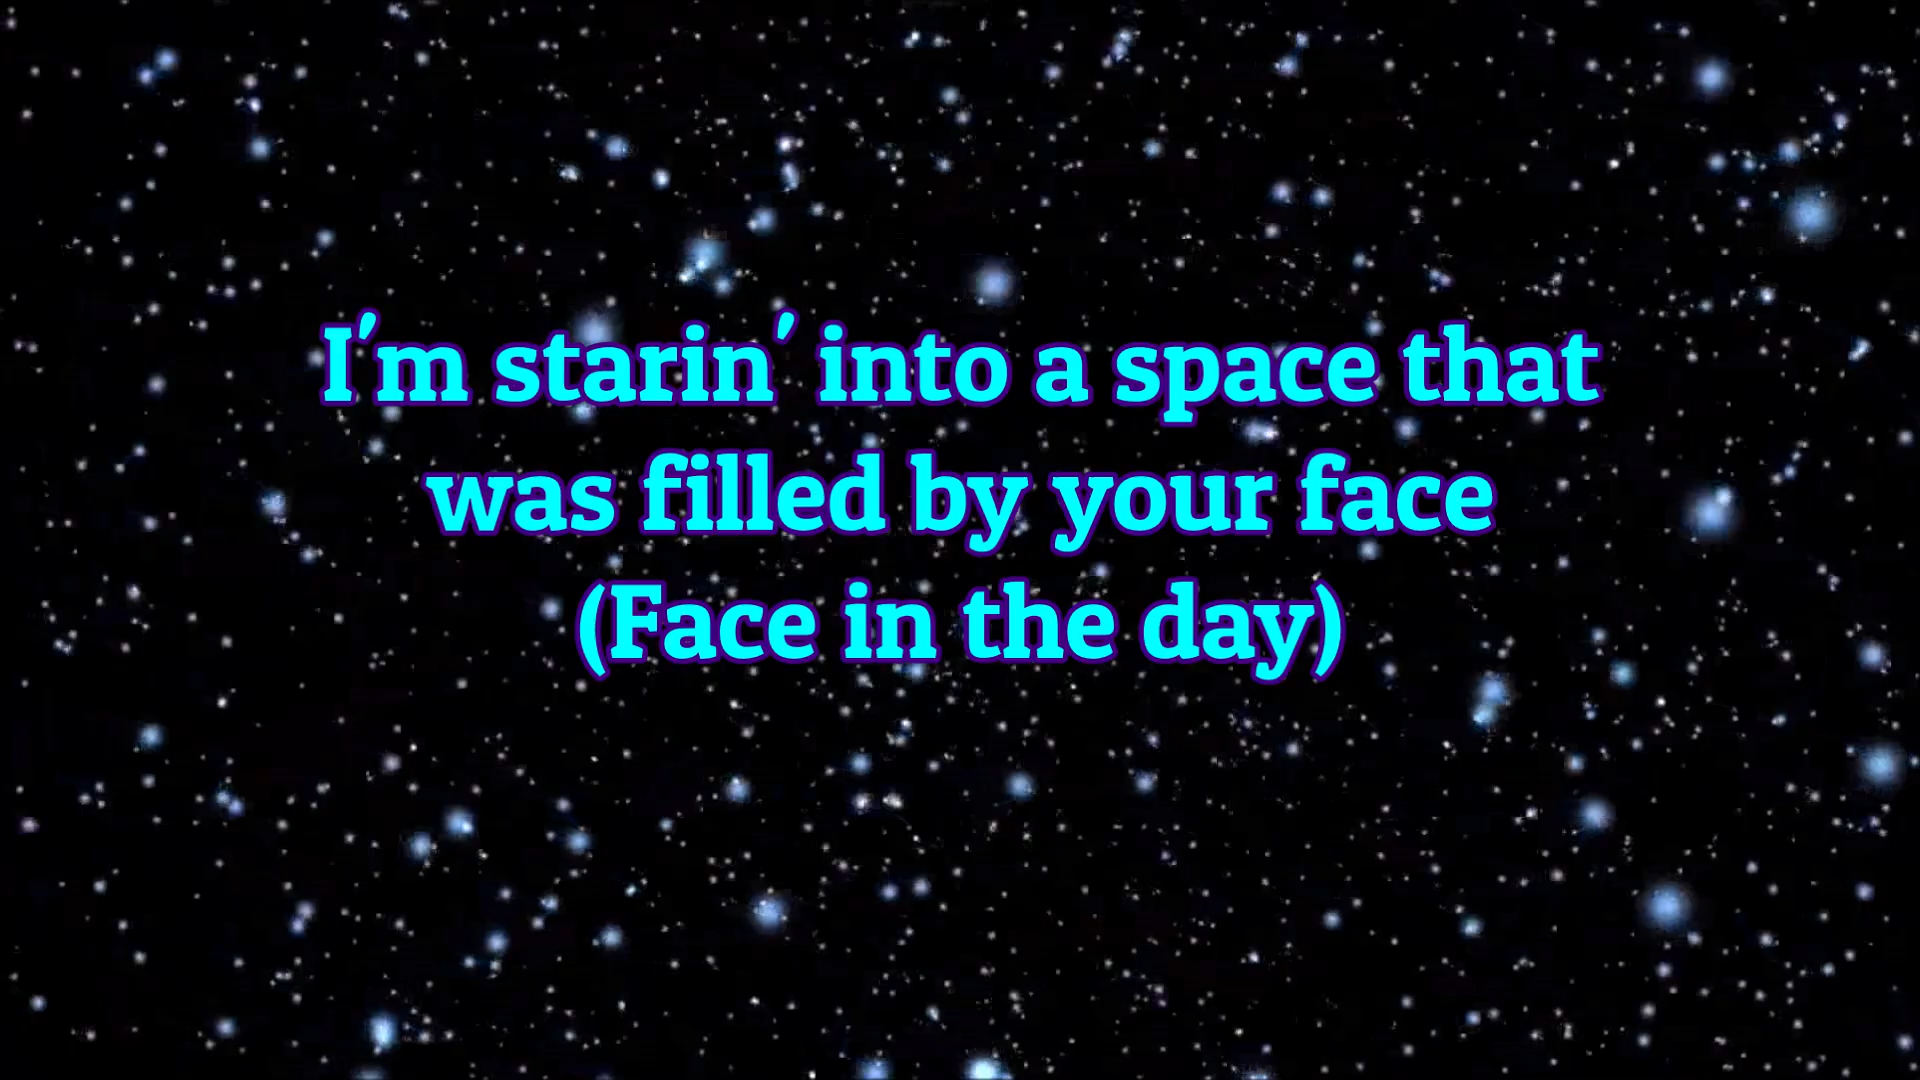 I'm starin' into a space that
was filled by your face
(Face in the day)